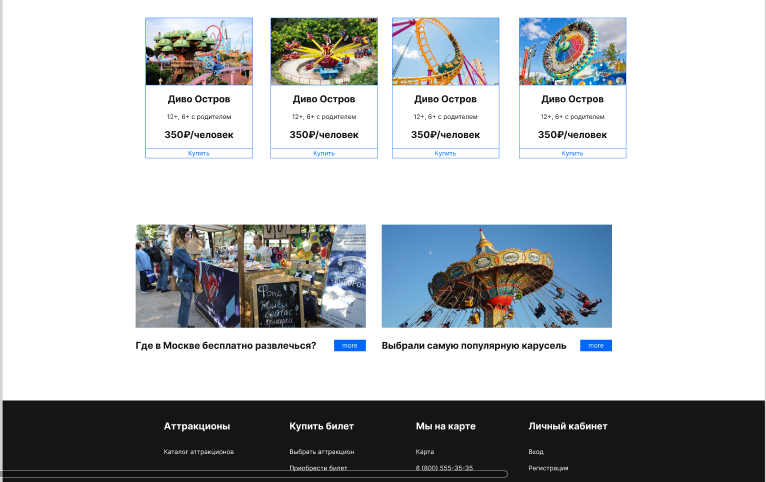 Диво Остров
Диво Остров
Диво Остров
Диво Остров
12+, 6+ с родителем
12+, 6+ с родителем
12+, 6+ с родителем
12+, 6+ с родителем
350₽/человек
350₽/человек
350₽/человек
350₽/человек
Купить
Купить
Купить
Купить
Фонд
Живи
сейчас
Где в Москве бесплатно развлечься?
more
Выбрали самую популярную карусель
more
Аттракционы
Купить билет
Мы на карте
Личный кабинет
Каталог аттракционов
Выбрать аттракцион
Карта
Вход
Приобрести билет
8 (800) 555-35-35
Регистрация